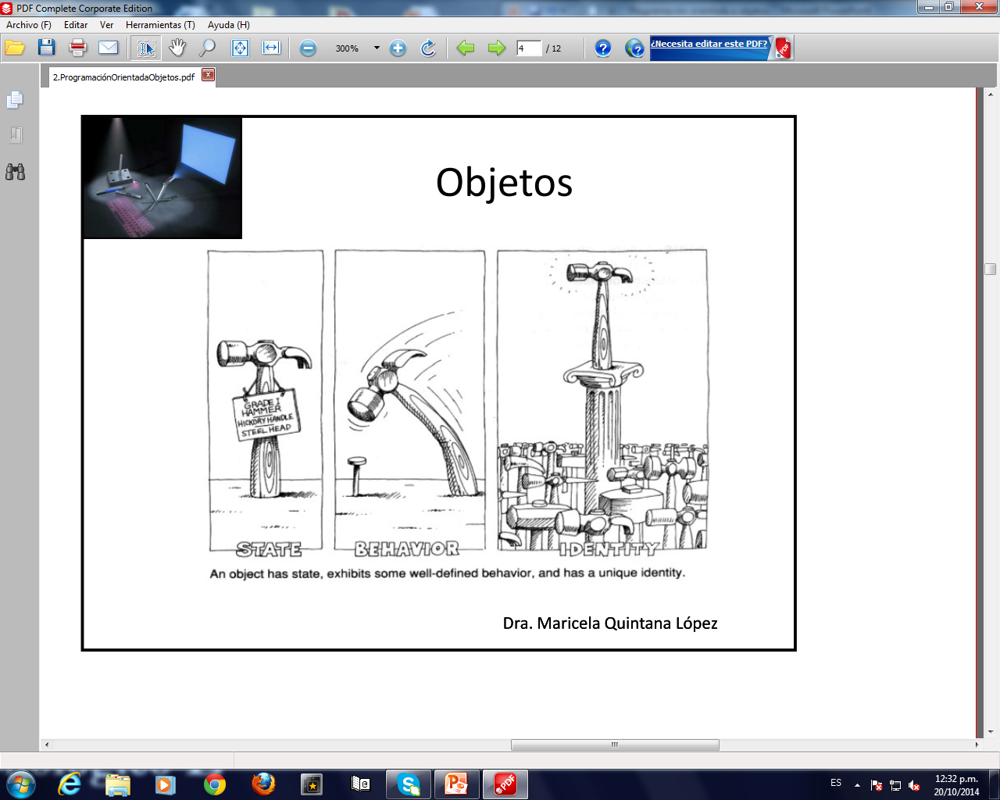 PDF Complete Corporate Edition
Archivo (F) Editar Ver Herramientas (T) Ayuda (H)
300% 4 / 12 ¿Necesita editar este PDF? PDF
2.ProgramaciónOrientadaObjetos.pdf
Objetos
GRADE I
HAMMER
HICKORY HANDLE
STEEL HEAD
STATE BEHAVIOR IDENTITY
An object has state, exhibits some well-defined behavior, and has a unique identity.
Dra. Maricela Quintana López
ES 12:32 p.m.
20/10/2014